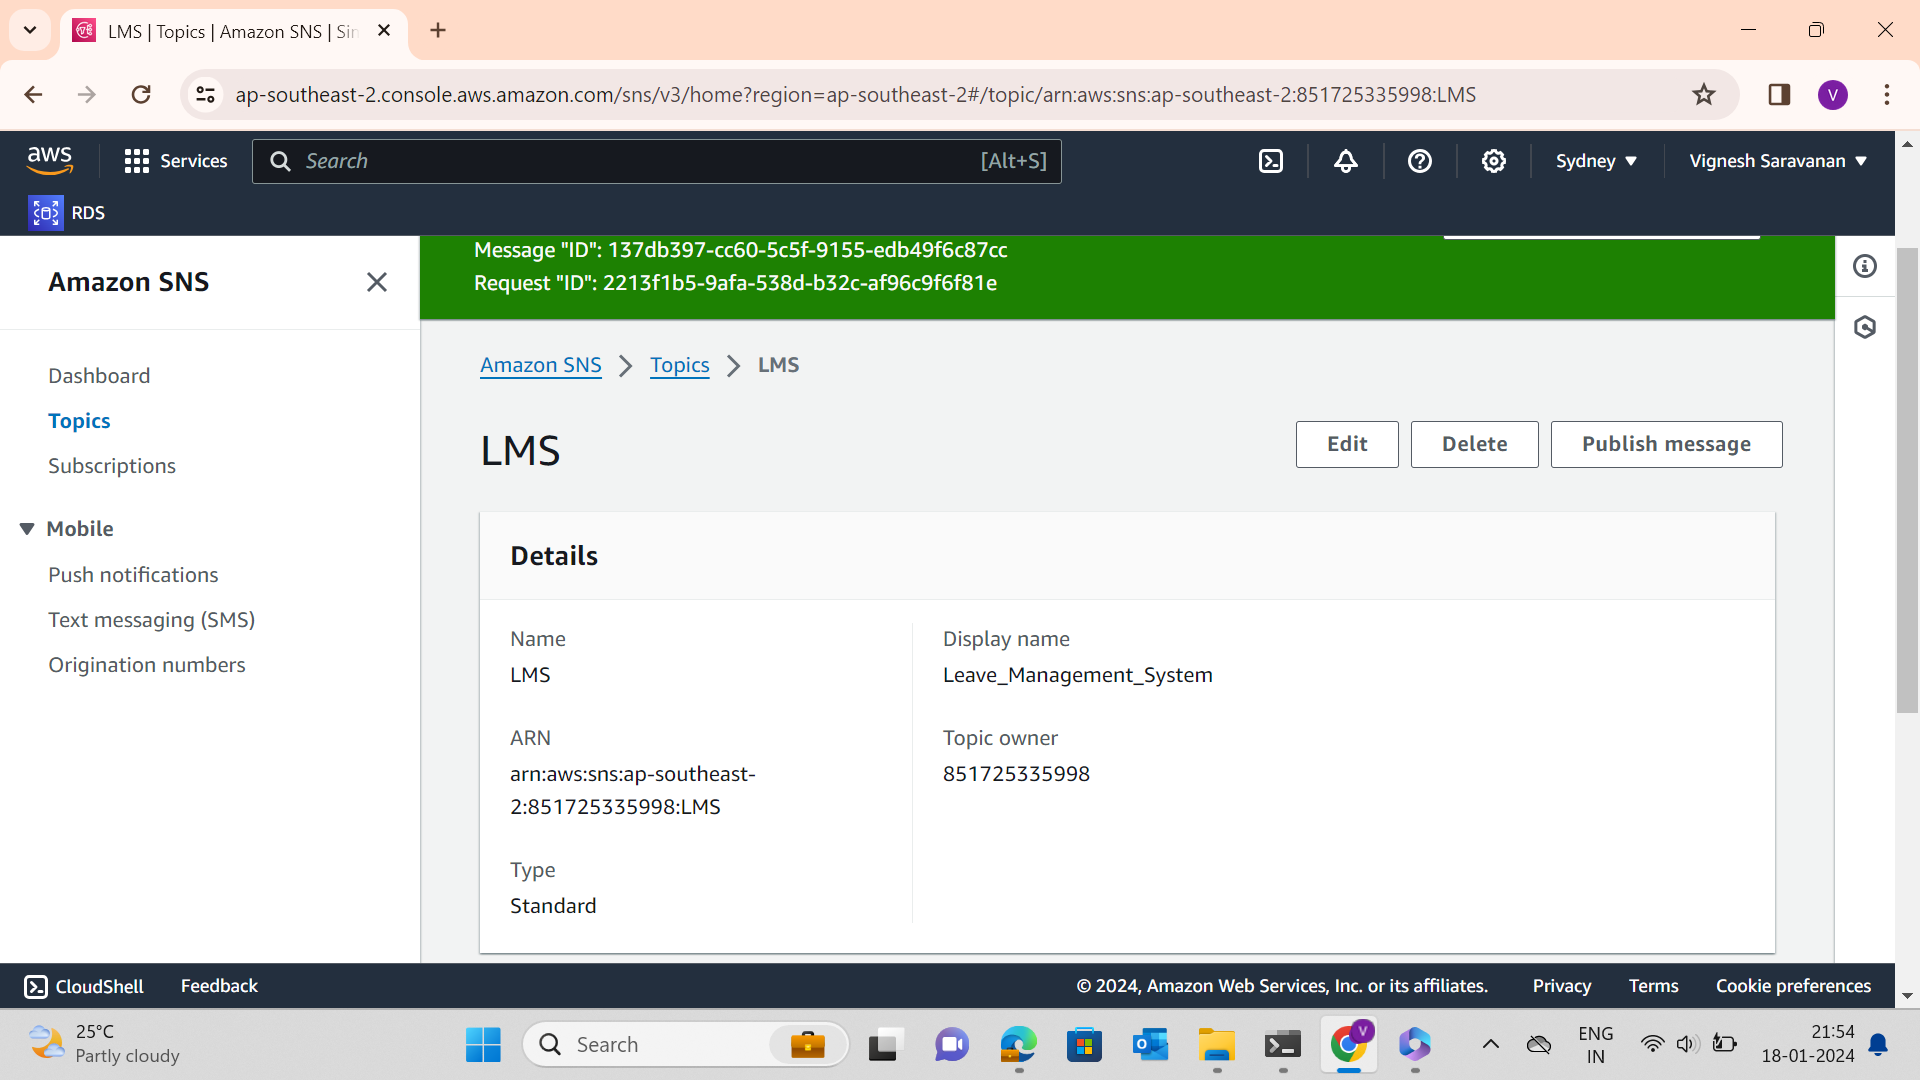 LMS | Topics | Amazon SNS | Sin
ap-southeast-2.console.aws.amazon.com/sns/v3/home?region=ap-southeast-2#/topic/arn:aws:sns:ap-southeast-2:851725335998:LMS
V
aws
Services
Search
[Alt+S]
Sydney
Vignesh Saravanan
RDS
Amazon SNS
Dashboard
Topics
Subscriptions
Mobile
Push notifications
Text messaging (SMS)
Origination numbers
Message "ID": 137db397-cc60-5c5f-9155-edb49f6c87cc
Request "ID": 2213f1b5-9afa-538d-b32c-af96c9f6f81e
Amazon SNS > Topics > LMS
LMS
Edit
Delete
Publish message
Details
Name
LMS
ARN
arn:aws:sns:ap-southeast-
2:851725335998:LMS
Type
Standard
Display name
Leave_Management_System
Topic owner
851725335998
CloudShell
Feedback
© 2024, Amazon Web Services, Inc. or its affiliates.
Privacy
Terms
Cookie preferences
25°C
Partly cloudy
Search
V
ENG
IN
21:54
18-01-2024